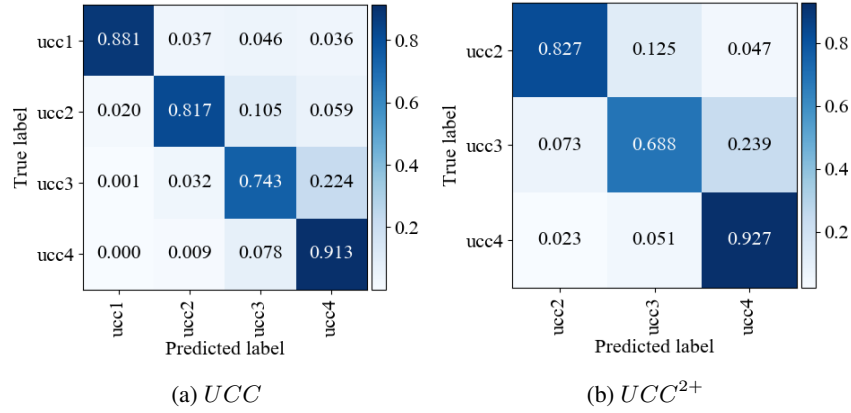 True label
ucc1 0.881 0.037 0.046 0.036
ucc2 0.020 0.817 0.105 0.059
ucc3 0.001 0.032 0.743 0.224
ucc4 0.000 0.009 0.078 0.913
ucc1 ucc2 ucc3 ucc4
Predicted label
0.8
0.6
0.4
0.2
(a) UCC
True label
ucc2 0.827 0.125 0.047
ucc3 0.073 0.688 0.239
ucc4 0.023 0.051 0.927
ucc2 ucc3 ucc4
Predicted label
0.8
0.6
0.4
0.2
(b) UCC²⁺